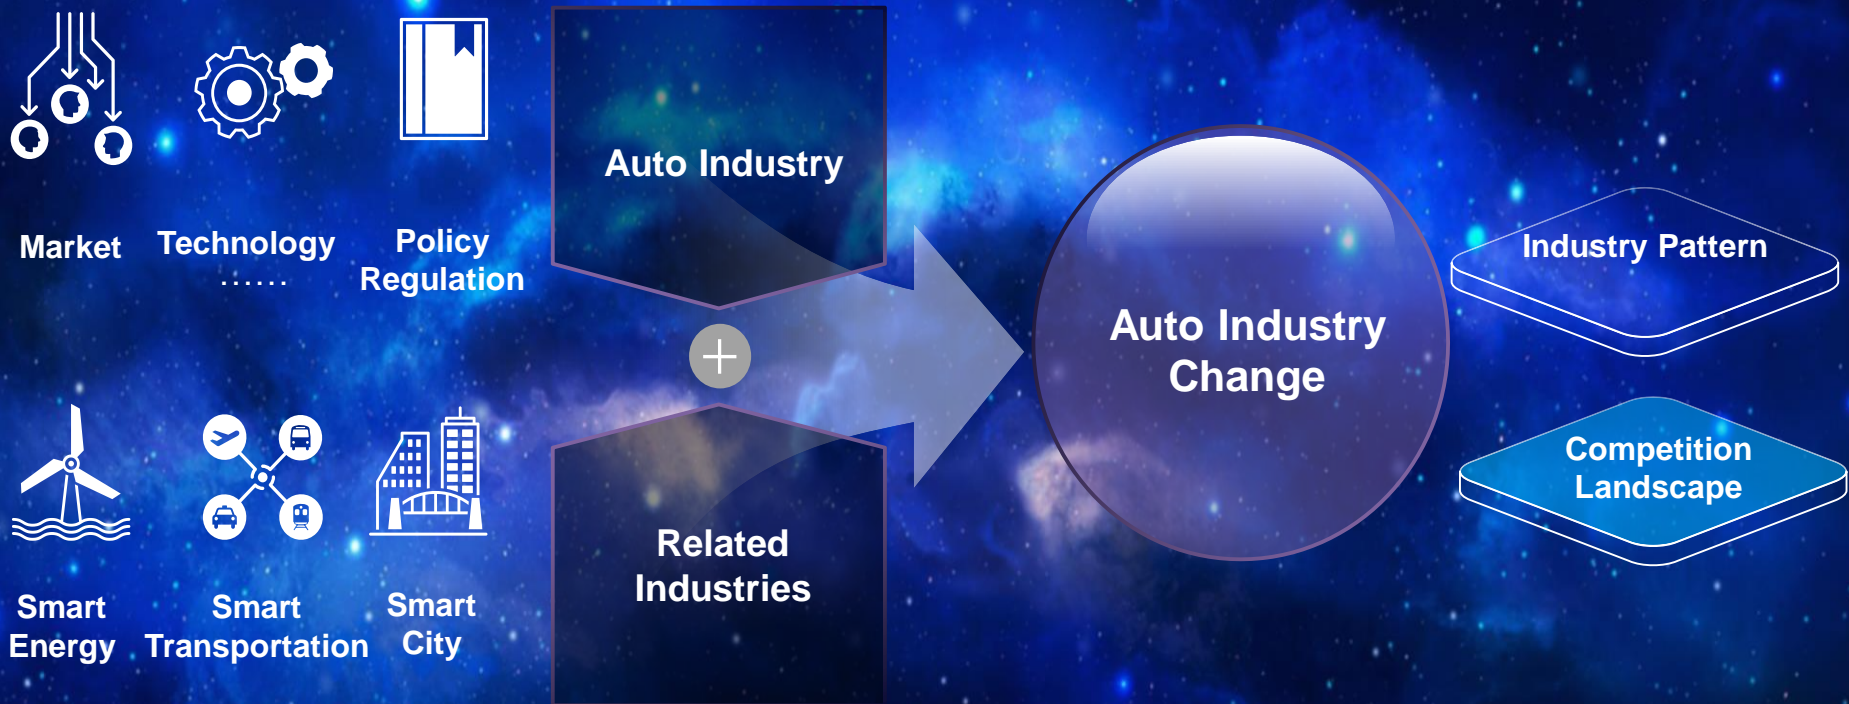 Market
Technology
......
Policy
Regulation
Auto Industry
Smart
Energy
Smart
Transportation
Smart
City
Related
Industries
Auto Industry
Change
Industry Pattern
Competition
Landscape